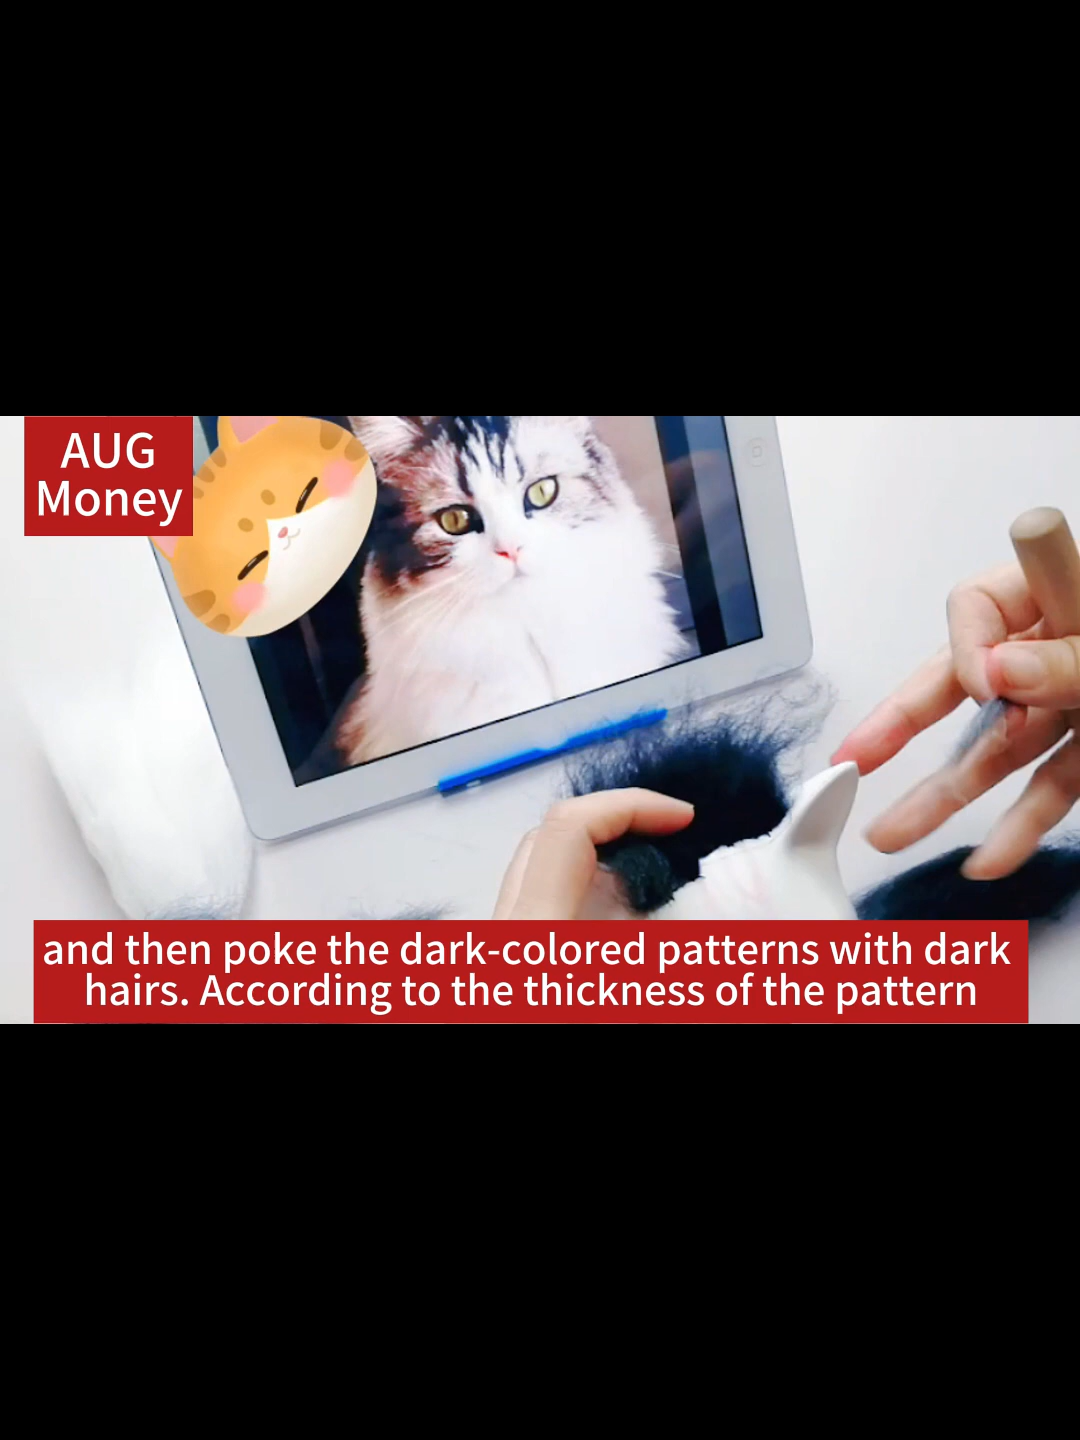 AUG
Money
and then poke the dark-colored patterns with dark
hairs. According to the thickness of the pattern